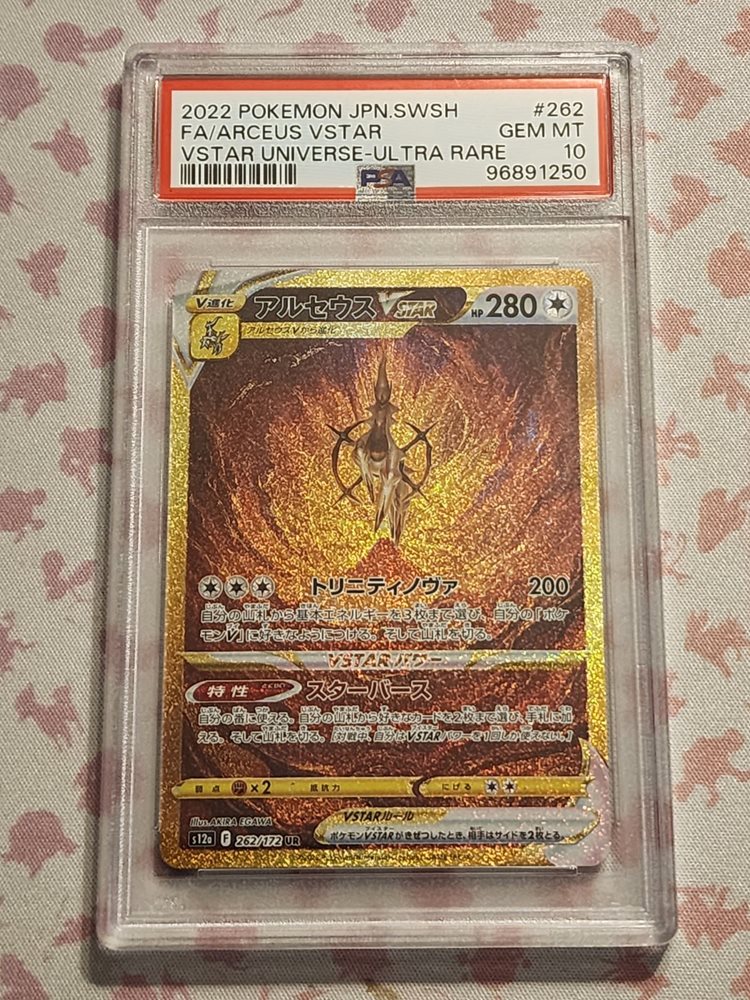 2022 POKEMON JPN.SWSH #262
FA/ARCEUS VSTAR GEM MT
VSTAR UNIVERSE-ULTRA RARE 10
PSA 96891250
V進化 アルセウス VSTAR HP 280
アルセウスVから進化
トリニティノヴァ 200
自分の山札から基本エネルギーを3枚まで選び、自分の「ポケ
モンV」に好きなようにつける。そして山札を切る。
VSTARパワー
特性 スターバース
自分の番に使える。自分の山札から好きなカードを2枚まで選び、手札に加
える。そして山札を切る。[対戦中、自分はVSTARパワーを1回しか使えない。]
弱点 ×2 抵抗力 にげる
Illus. AKIRA EGAWA
VSTARルール
ポケモンVSTARがきぜつしたとき、相手はサイドを2枚とる。
s12a F 262/172 UR